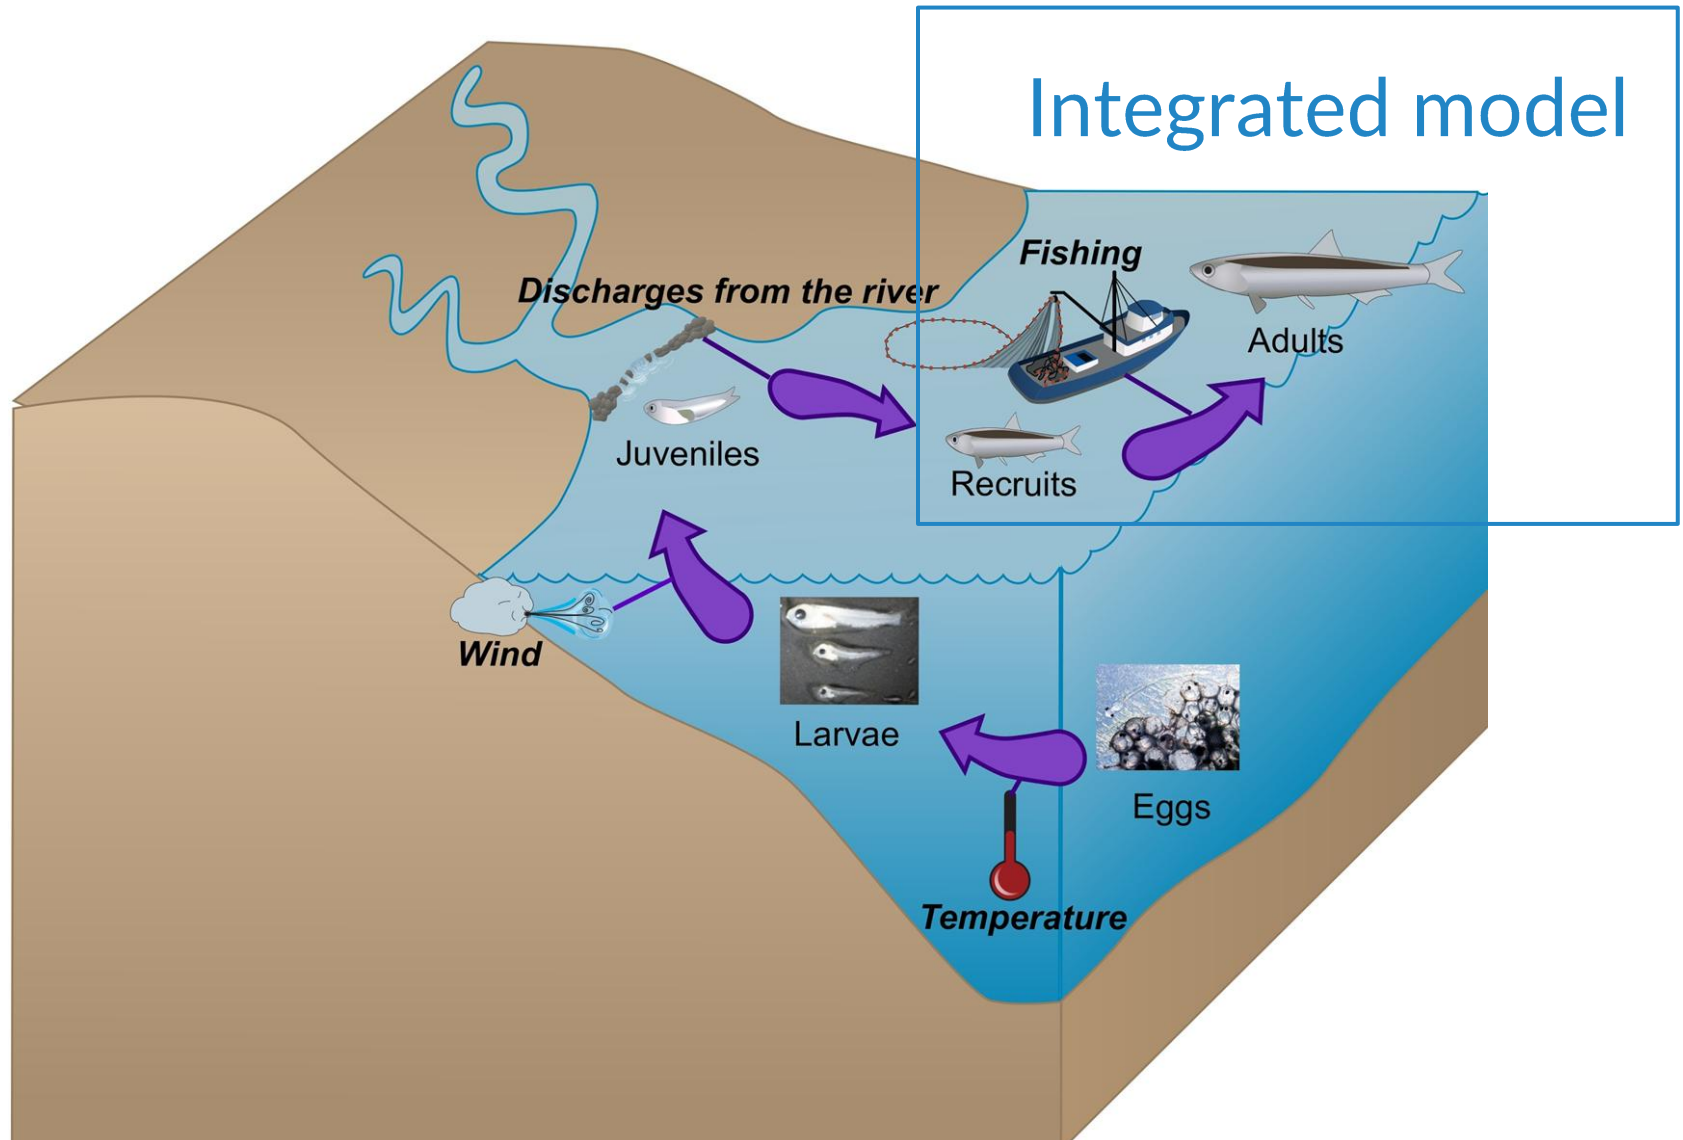 Integrated model
Fishing
Discharges from the river
Adults
Juveniles
Recruits
Wind
Larvae
Eggs
Temperature